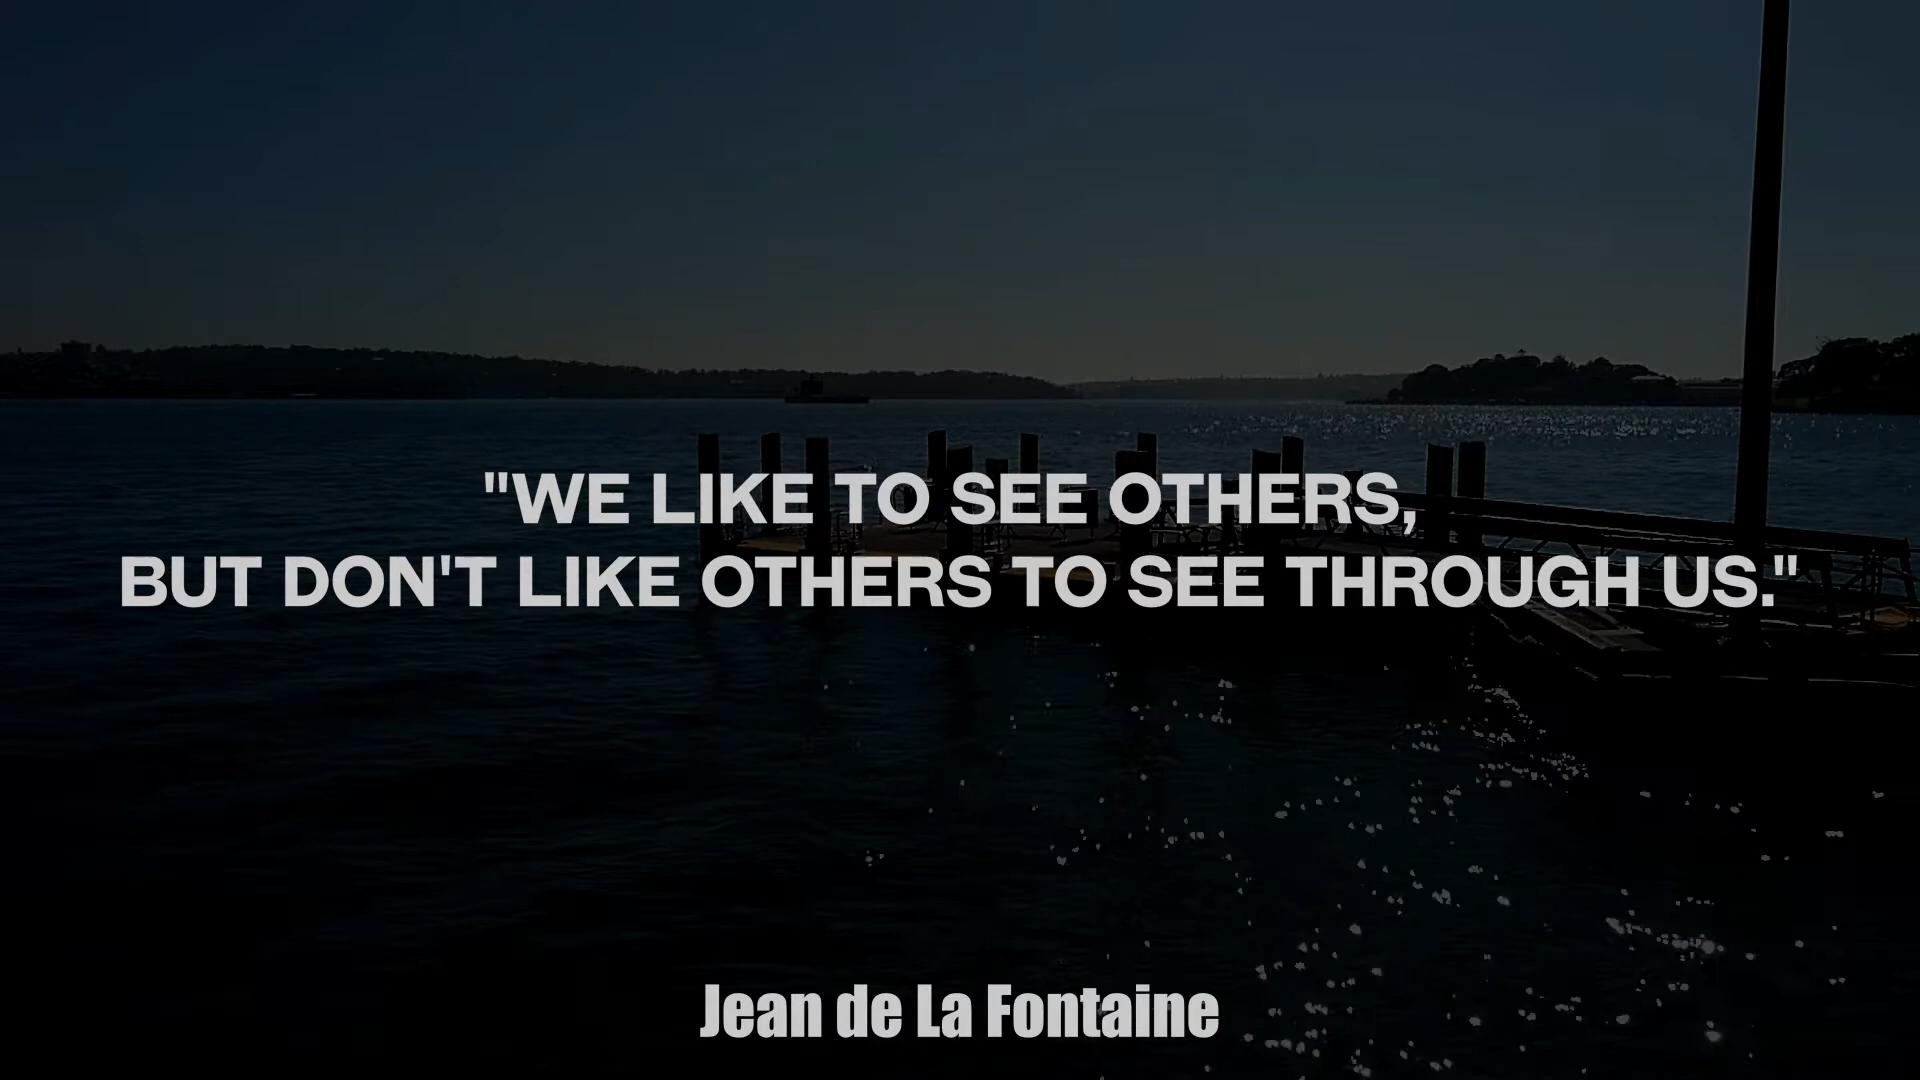 "WE LIKE TO SEE OTHERS,
BUT DON'T LIKE OTHERS TO SEE THROUGH US."
Jean de La Fontaine